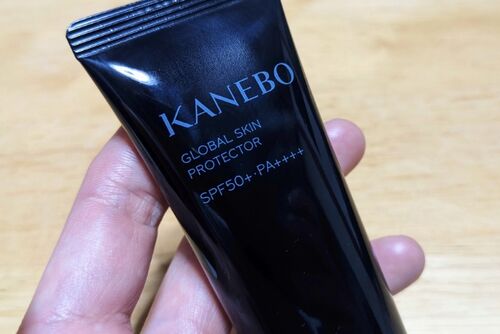 KANEBO
GLOBAL SKIN
PROTECTOR
SPF50+･PA++++